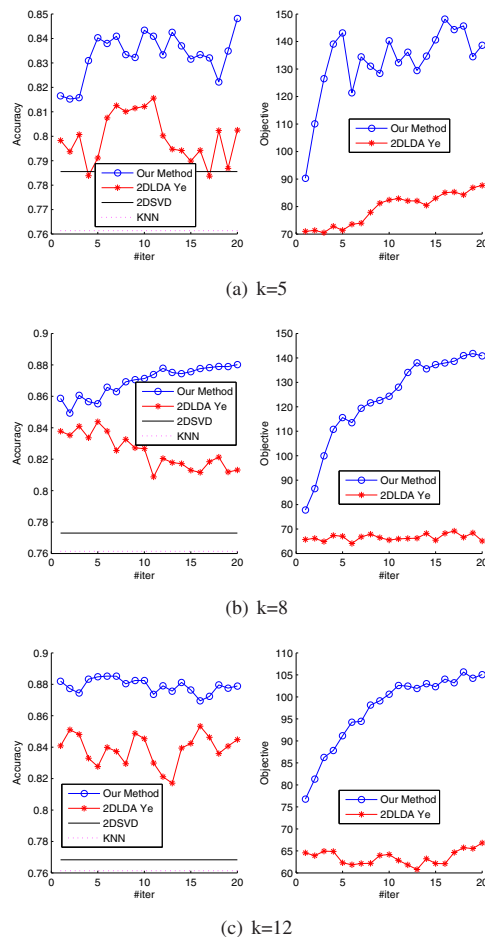 0.85
0.84
0.83
0.82
0.81
0.8
0.79
0.78
0.77
0.76
Accuracy
0 5 10 15 20
#iter
Our Method
2DLDA Ye
2DSVD
KNN
150
140
130
120
110
100
90
80
70
Objective
0 5 10 15 20
#iter
Our Method
2DLDA Ye
(a) k=5
0.9
0.88
0.86
0.84
0.82
0.8
0.78
0.76
Accuracy
0 5 10 15 20
#iter
Our Method
2DLDA Ye
2DSVD
KNN
150
140
130
120
110
100
90
80
70
60
Objective
0 5 10 15 20
#iter
Our Method
2DLDA Ye
(b) k=8
0.9
0.88
0.86
0.84
0.82
0.8
0.78
0.76
Accuracy
0 5 10 15 20
#iter
Our Method
2DLDA Ye
2DSVD
KNN
110
105
100
95
90
85
80
75
70
65
60
Objective
0 5 10 15 20
#iter
Our Method
2DLDA Ye
(c) k=12